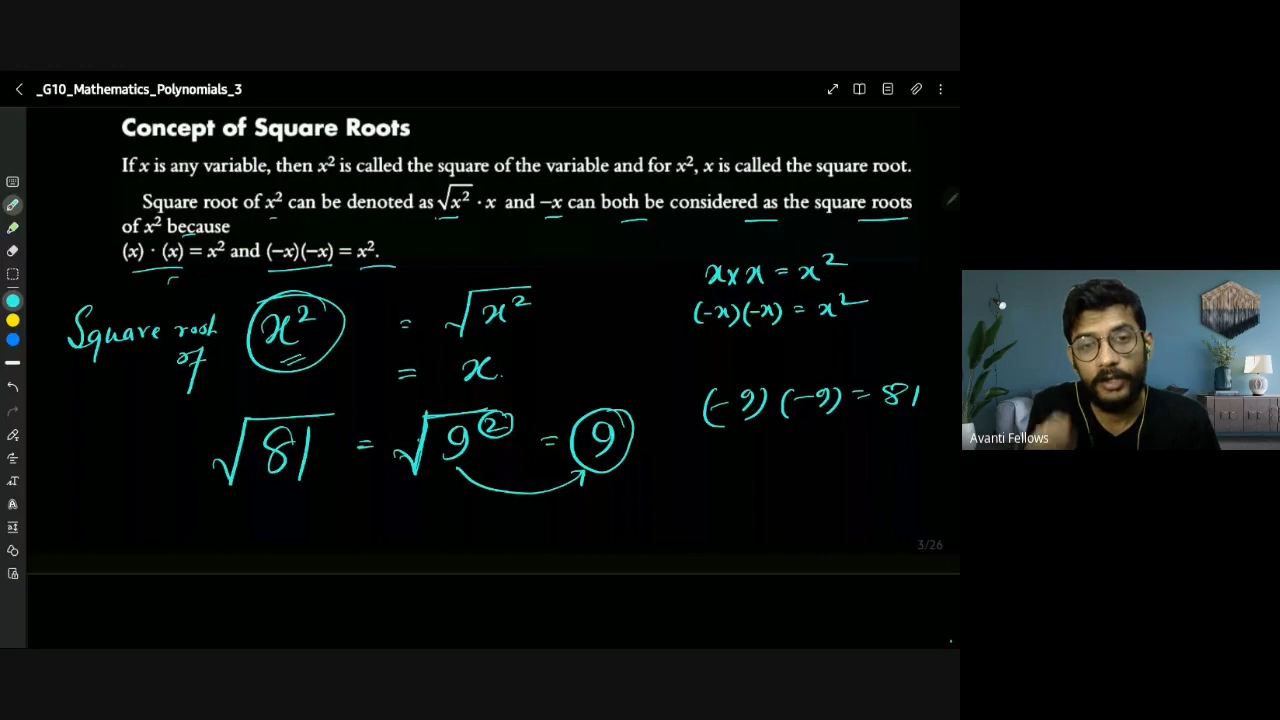 _G10_Mathematics_Polynomials_3
Concept of Square Roots
If x is any variable, then x² is called the square of the variable and for x², x is called the square root.
Square root of x² can be denoted as √x² · x and −x can both be considered as the square roots
of x² because
(x) · (x) = x² and (−x)(−x) = x².
x × x = x²
(-x)(-x) = x²
Square root of x² = √x²
= x.
√81 = √9² = 9
(-9) (-9) = 81
Avanti Fellows
3/26